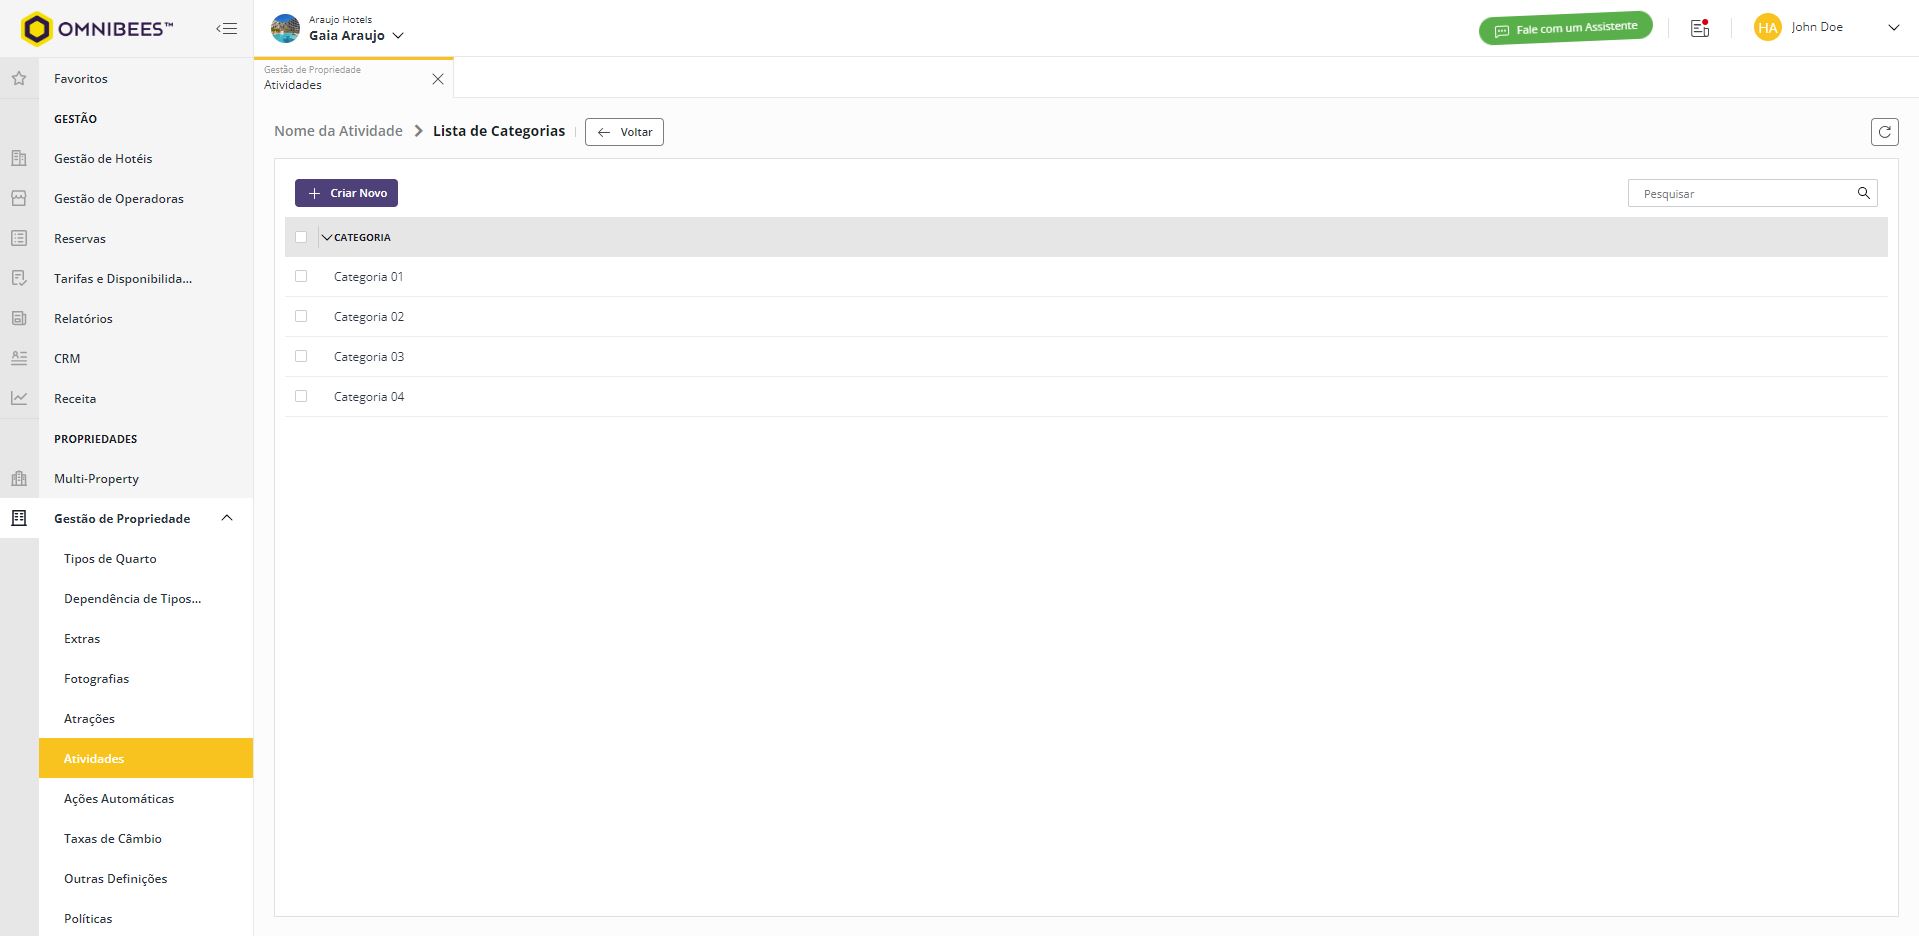 OMNIBEES™
Araujo Hotels
Gaia Araujo
Fale com um Assistente
HA
John Doe
Favoritos
GESTÃO
Gestão de Hotéis
Gestão de Operadoras
Reservas
Tarifas e Disponibilida...
Relatórios
CRM
Receita
PROPRIEDADES
Multi-Property
Gestão de Propriedade
Tipos de Quarto
Dependência de Tipos...
Extras
Fotografias
Atrações
Atividades
Ações Automáticas
Taxas de Câmbio
Outras Definições
Políticas
Gestão de Propriedade
Atividades
Nome da Atividade
Lista de Categorias
Voltar
Criar Novo
Pesquisar
CATEGORIA
Categoria 01
Categoria 02
Categoria 03
Categoria 04